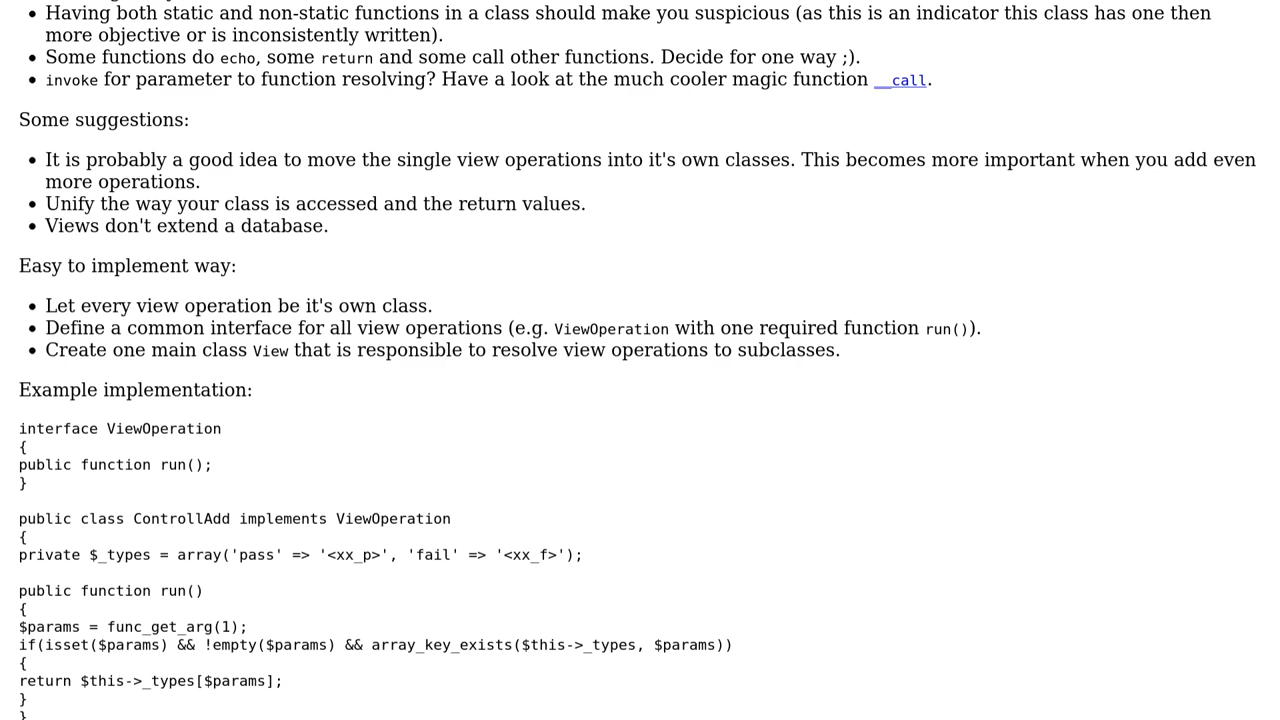 Having both static and non-static functions in a class should make you suspicious (as this is an indicator this class has one then
more objective or is inconsistently written).
Some functions do echo, some return and some call other functions. Decide for one way ;).
invoke for parameter to function resolving? Have a look at the much cooler magic function __call.
Some suggestions:
It is probably a good idea to move the single view operations into it's own classes. This becomes more important when you add even
more operations.
Unify the way your class is accessed and the return values.
Views don't extend a database.
Easy to implement way:
Let every view operation be it's own class.
Define a common interface for all view operations (e.g. ViewOperation with one required function run()).
Create one main class View that is responsible to resolve view operations to subclasses.
Example implementation:
interface ViewOperation
{
public function run();
}
public class ControllAdd implements ViewOperation
{
private $_types = array('pass' => '<xx_p>', 'fail' => '<xx_f>');
public function run()
{
$params = func_get_arg(1);
if(isset($params) && !empty($params) && array_key_exists($this->_types, $params))
{
return $this->_types[$params];
}
}